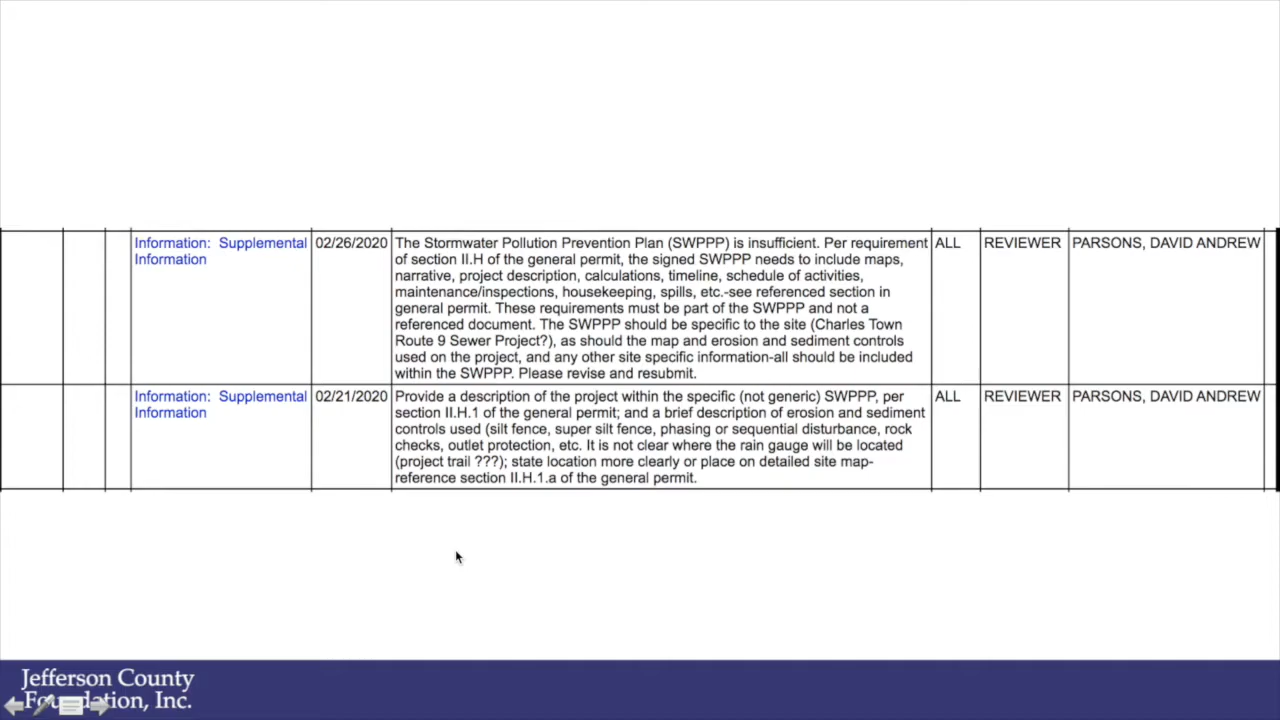 Information: Supplemental
Information
02/26/2020
The Stormwater Pollution Prevention Plan (SWPPP) is insufficient. Per requirement
of section II.H of the general permit, the signed SWPPP needs to include maps,
narrative, project description, calculations, timeline, schedule of activities,
maintenance/inspections, housekeeping, spills, etc.-see referenced section in
general permit. These requirements must be part of the SWPPP and not a
referenced document. The SWPPP should be specific to the site (Charles Town
Route 9 Sewer Project?), as should the map and erosion and sediment controls
used on the project, and any other site specific information-all should be included
within the SWPPP. Please revise and resubmit.
ALL
REVIEWER
PARSONS, DAVID ANDREW
Information: Supplemental
Information
02/21/2020
Provide a description of the project within the specific (not generic) SWPPP, per
section II.H.1 of the general permit; and a brief description of erosion and sediment
controls used (silt fence, super silt fence, phasing or sequential disturbance, rock
checks, outlet protection, etc. It is not clear where the rain gauge will be located
(project trail ???); state location more clearly or place on detailed site map-
reference section II.H.1.a of the general permit.
ALL
REVIEWER
PARSONS, DAVID ANDREW
Jefferson County
Foundation, Inc.